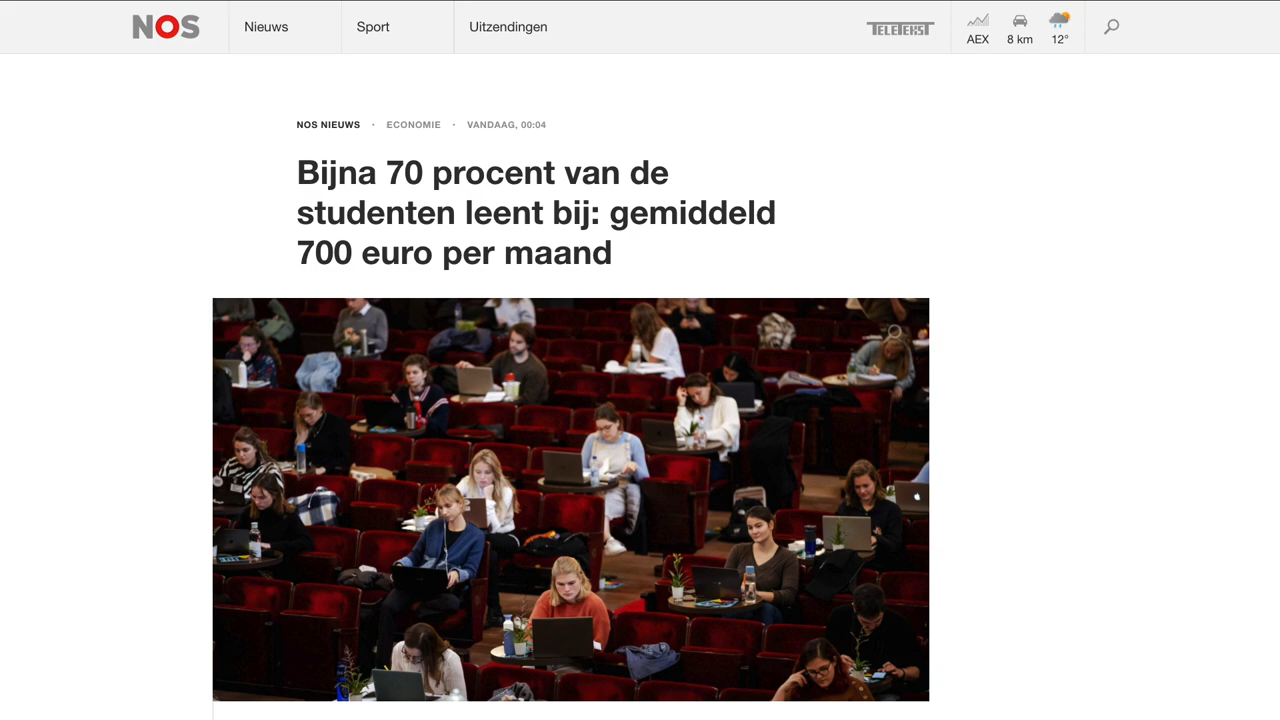 NOS Nieuws Sport Uitzendingen TELETEKST AEX 8 km 12°
NOS NIEUWS · ECONOMIE · VANDAAG, 00:04
Bijna 70 procent van de
studenten leent bij: gemiddeld
700 euro per maand